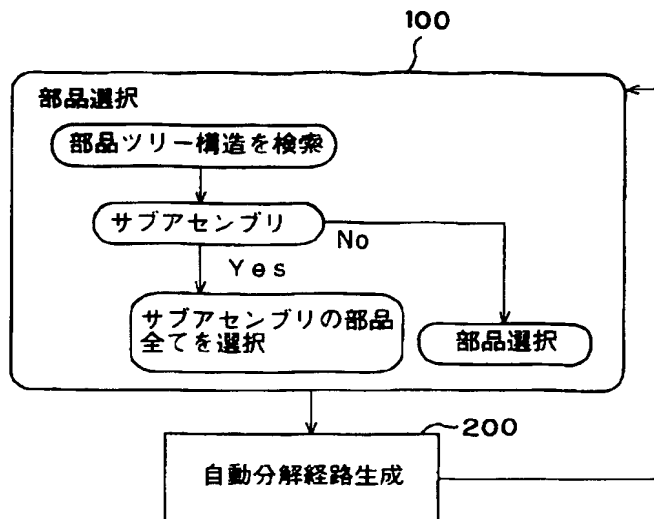 100
部品選択
部品ツリー構造を検索
サブアセンブリ
No
Yes
サブアセンブリの部品
全てを選択
部品選択
200
自動分解経路生成